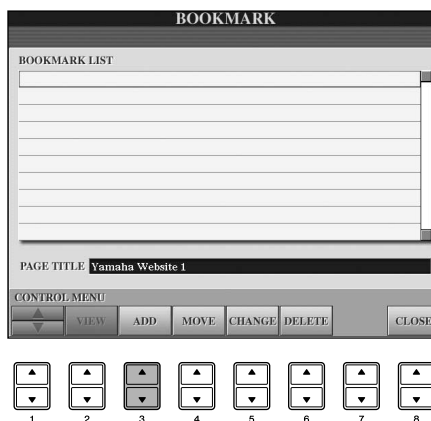 BOOKMARK
BOOKMARK LIST
PAGE TITLE Yamaha Website 1
CONTROL MENU
VIEW ADD MOVE CHANGE DELETE CLOSE
1 2 3 4 5 6 7 8